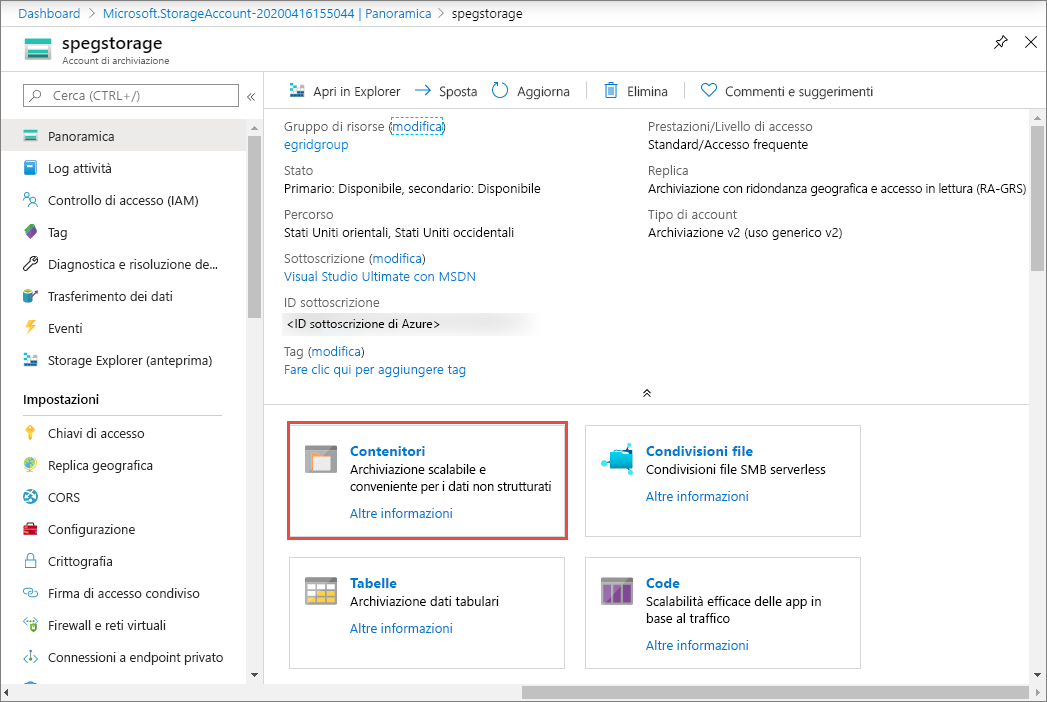 Dashboard > Microsoft.StorageAccount-20200416155044 | Panoramica > spegstorage
spegstorage
Account di archiviazione
Cerca (CTRL+/)
«
Panoramica
Log attività
Controllo di accesso (IAM)
Tag
Diagnostica e risoluzione de...
Trasferimento dei dati
Eventi
Storage Explorer (anteprima)
Impostazioni
Chiavi di accesso
Replica geografica
CORS
Configurazione
Crittografia
Firma di accesso condiviso
Firewall e reti virtuali
Connessioni a endpoint privato
Apri in Explorer
Sposta
Aggiorna
Elimina
Commenti e suggerimenti
Gruppo di risorse (modifica)
egridgroup
Stato
Primario: Disponibile, secondario: Disponibile
Percorso
Stati Uniti orientali, Stati Uniti occidentali
Sottoscrizione (modifica)
Visual Studio Ultimate con MSDN
ID sottoscrizione
<ID sottoscrizione di Azure>
Tag (modifica)
Fare clic qui per aggiungere tag
Prestazioni/Livello di accesso
Standard/Accesso frequente
Replica
Archiviazione con ridondanza geografica e accesso in lettura (RA-GRS)
Tipo di account
Archiviazione v2 (uso generico v2)
Contenitori
Archiviazione scalabile e
conveniente per i dati non strutturati
Altre informazioni
Condivisioni file
Condivisioni file SMB serverless
Altre informazioni
Tabelle
Archiviazione dati tabulari
Altre informazioni
Code
Scalabilità efficace delle app in
base al traffico
Altre informazioni